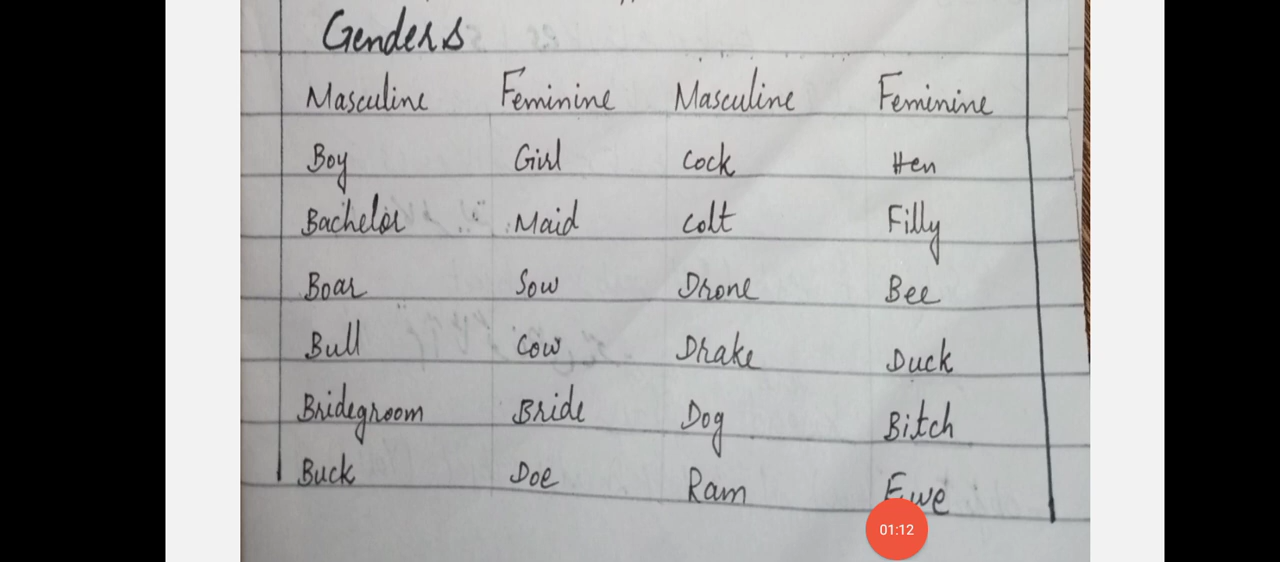 Genders
Masculine Feminine Masculine Feminine
Boy Girl Cock Hen
Bachelor Maid Colt Filly
Boar Sow Drone Bee
Bull Cow Drake Duck
Bridegroom Bride Dog Bitch
Buck Doe Ram Ewe
01:12